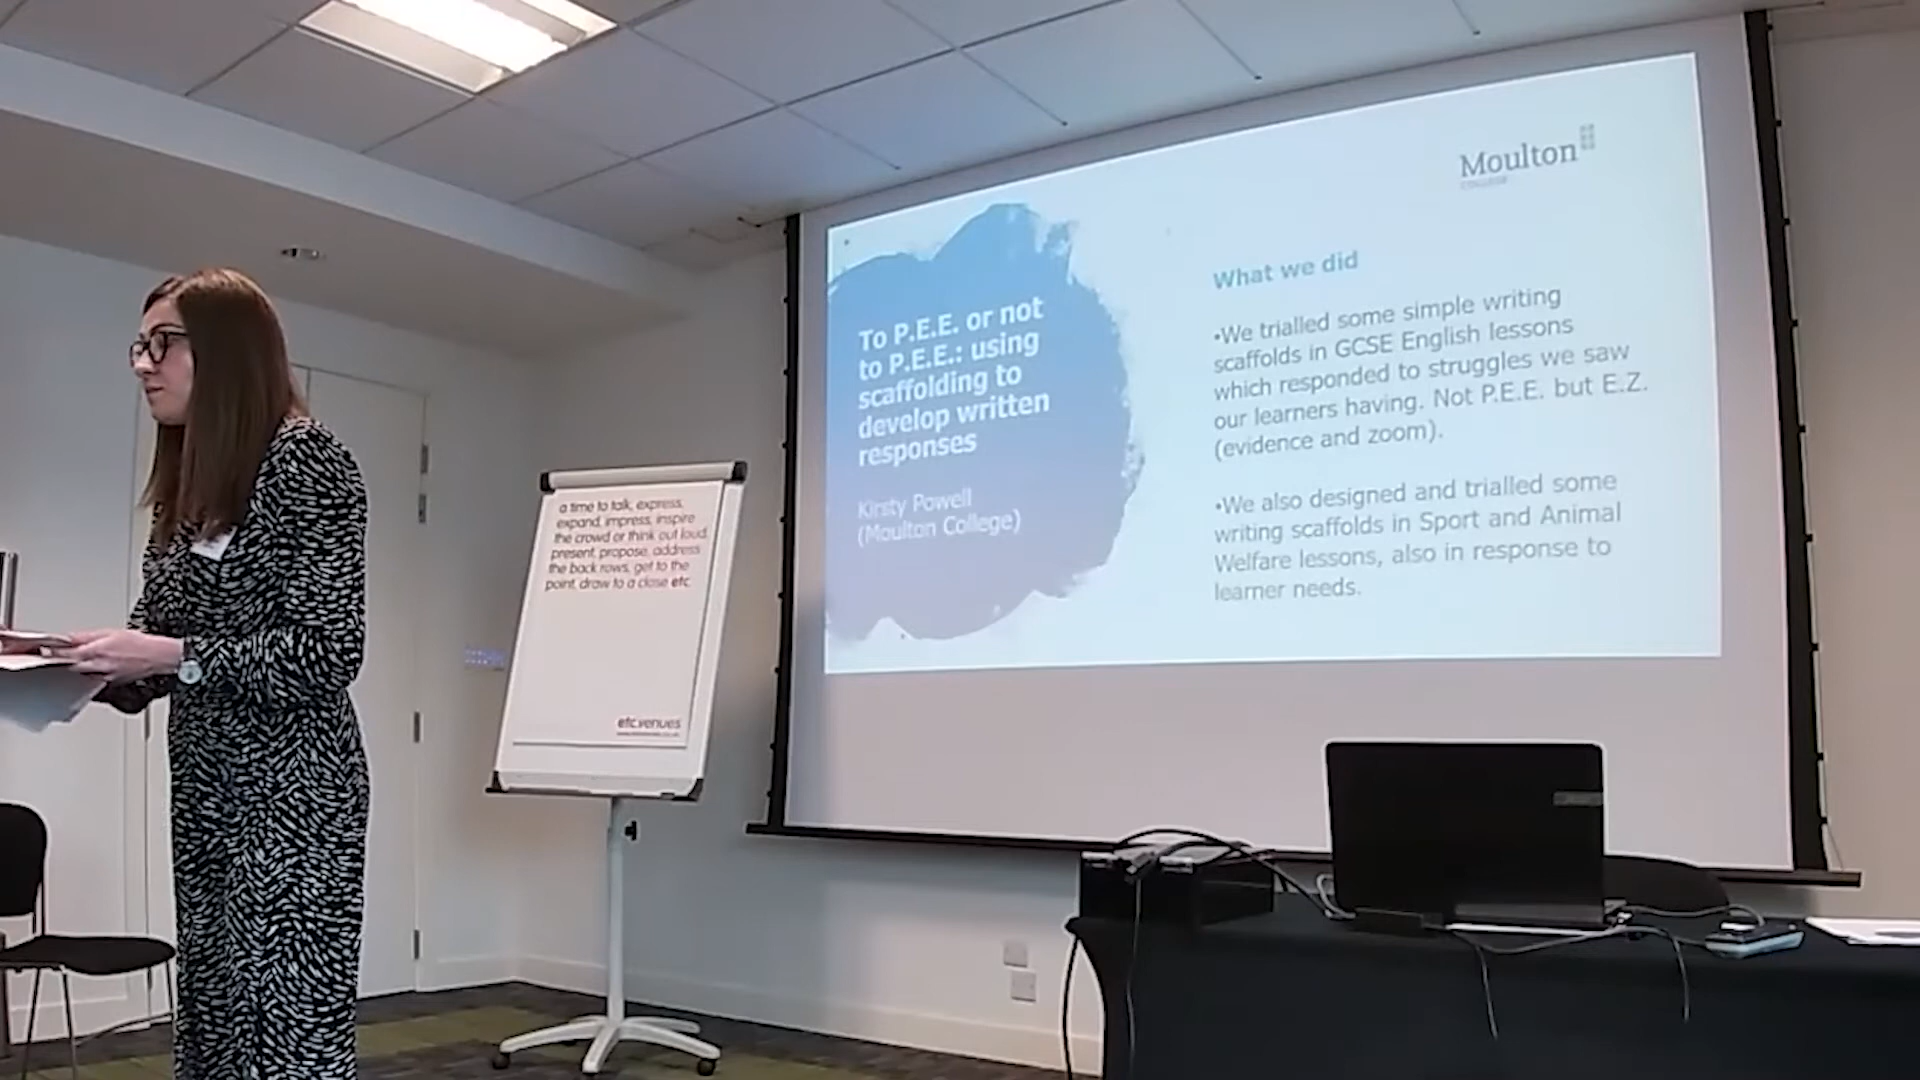 a time to talk, express,
expand, impress, inspire
the crowd or think out loud,
present, propose, address
the back rows, get to the
point, draw to a close etc
etc.venues
To P.E.E. or not
to P.E.E.: using
scaffolding to
develop written
responses
Kirsty Powell
(Moulton College)
Moulton
COLLEGE
What we did
•We trialled some simple writing
scaffolds in GCSE English lessons
which responded to struggles we saw
our learners having. Not P.E.E. but E.Z.
(evidence and zoom).
•We also designed and trialled some
writing scaffolds in Sport and Animal
Welfare lessons, also in response to
learner needs.